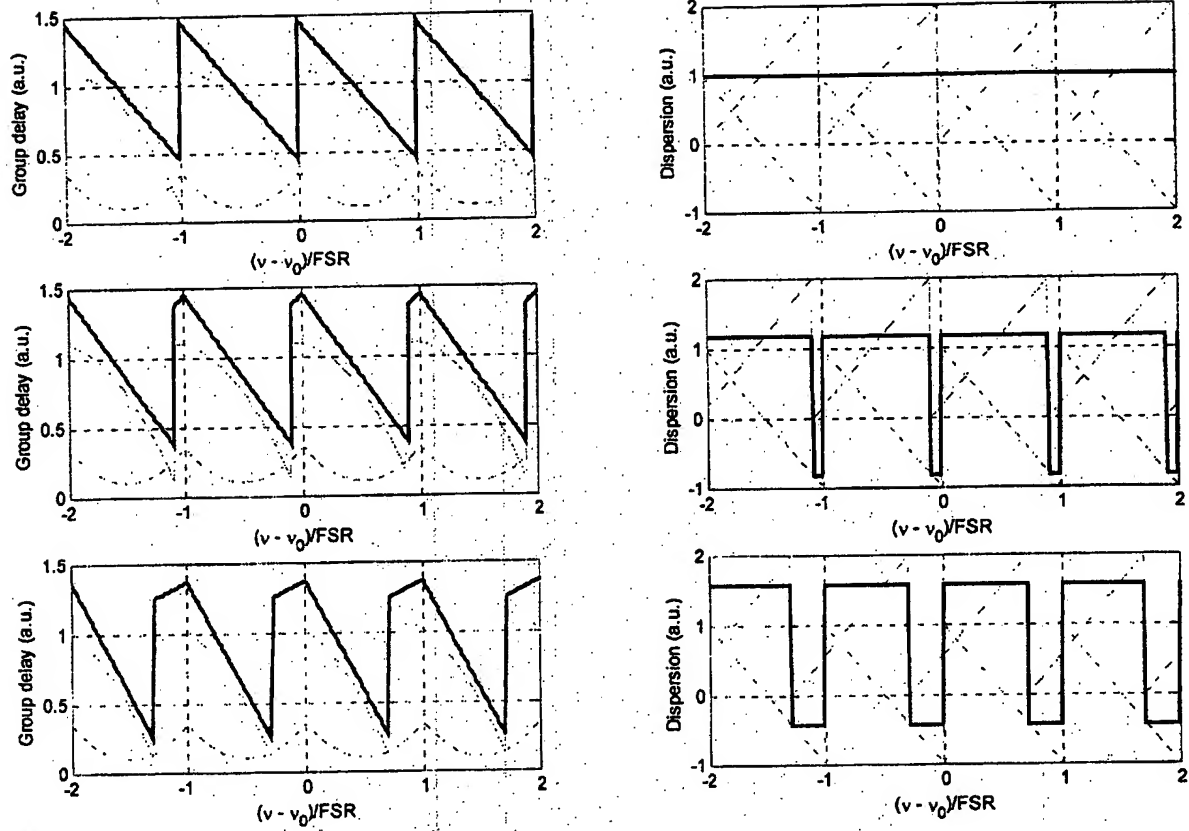 1.5
1
0.5
0
Group delay (a.u.)
-2 -1 0 1 2
(ν - ν0)/FSR
2
1
0
-1
Dispersion (a.u.)
-2 -1 0 1 2
(ν - ν0)/FSR
1.5
1
0.5
0
Group delay (a.u.)
-2 -1 0 1 2
(ν - ν0)/FSR
2
1
0
-1
Dispersion (a.u.)
-2 -1 0 1 2
(ν - ν0)/FSR
1.5
1
0.5
0
Group delay (a.u.)
-2 -1 0 1 2
(ν - ν0)/FSR
2
1
0
-1
Dispersion (a.u.)
-2 -1 0 1 2
(ν - ν0)/FSR